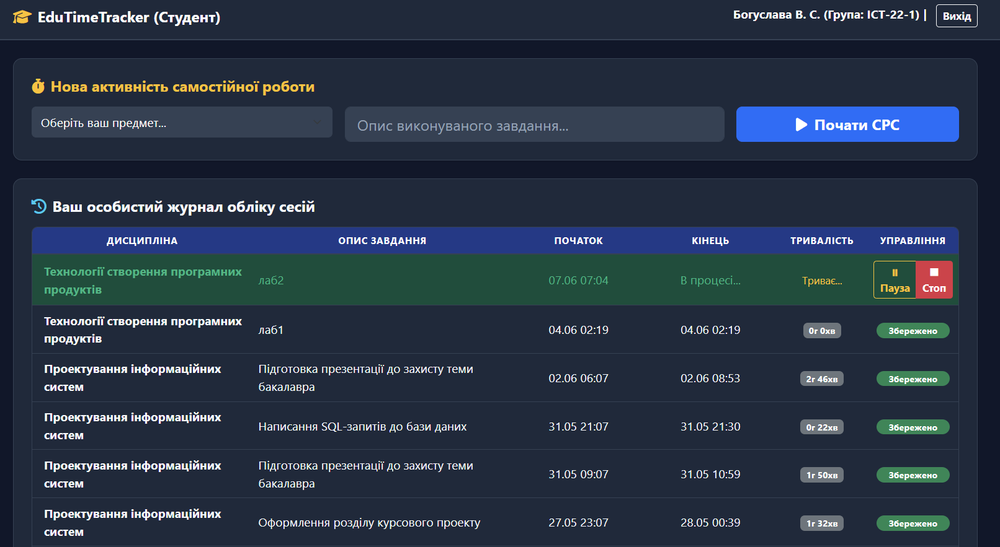 EduTimeTracker (Студент)
Богуслава В. С. (Група: ІСТ-22-1) |
Вихід
Нова активність самостійної роботи
Оберіть ваш предмет...
Опис виконуваного завдання...
Почати СРС
Ваш особистий журнал обліку сесій
ДИСЦИПЛІНА ОПИС ЗАВДАННЯ ПОЧАТОК КІНЕЦЬ ТРИВАЛІСТЬ УПРАВЛІННЯ
Технології створення програмних
продуктів
лаб2
07.06 07:04
В процесі...
Триває...
Пауза
Стоп
Технології створення програмних
продуктів
лаб1
04.06 02:19
04.06 02:19
0г 0хв
Збережено
Проектування інформаційних
систем
Підготовка презентації до захисту теми
бакалавра
02.06 06:07
02.06 08:53
2г 46хв
Збережено
Проектування інформаційних
систем
Написання SQL-запитів до бази даних
31.05 21:07
31.05 21:30
0г 22хв
Збережено
Проектування інформаційних
систем
Підготовка презентації до захисту теми
бакалавра
31.05 09:07
31.05 10:59
1г 50хв
Збережено
Проектування інформаційних
систем
Оформлення розділу курсового проекту
27.05 23:07
28.05 00:39
1г 32хв
Збережено